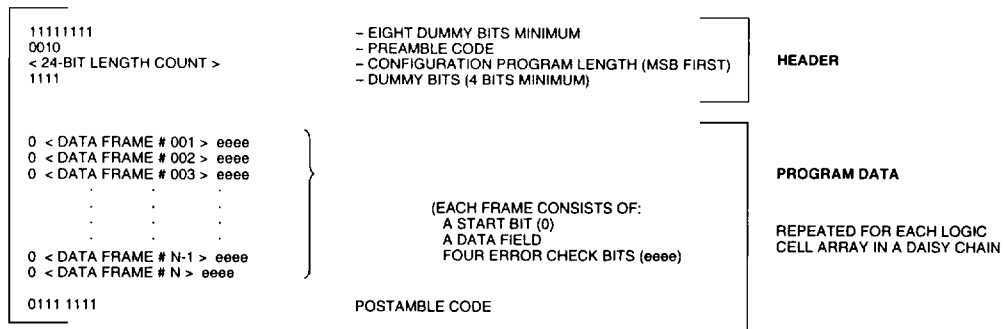 11111111 – EIGHT DUMMY BITS MINIMUM
0010 – PREAMBLE CODE
< 24-BIT LENGTH COUNT > – CONFIGURATION PROGRAM LENGTH (MSB FIRST)
1111 – DUMMY BITS (4 BITS MINIMUM)
HEADER
0 < DATA FRAME # 001 > eeee
0 < DATA FRAME # 002 > eeee
0 < DATA FRAME # 003 > eeee
. . .
. . .
. . .
. . .
0 < DATA FRAME # N-1 > eeee
0 < DATA FRAME # N > eeee
(EACH FRAME CONSISTS OF:
A START BIT (0)
A DATA FIELD
FOUR ERROR CHECK BITS (eeee)
PROGRAM DATA
REPEATED FOR EACH LOGIC
CELL ARRAY IN A DAISY CHAIN
0111 1111 POSTAMBLE CODE